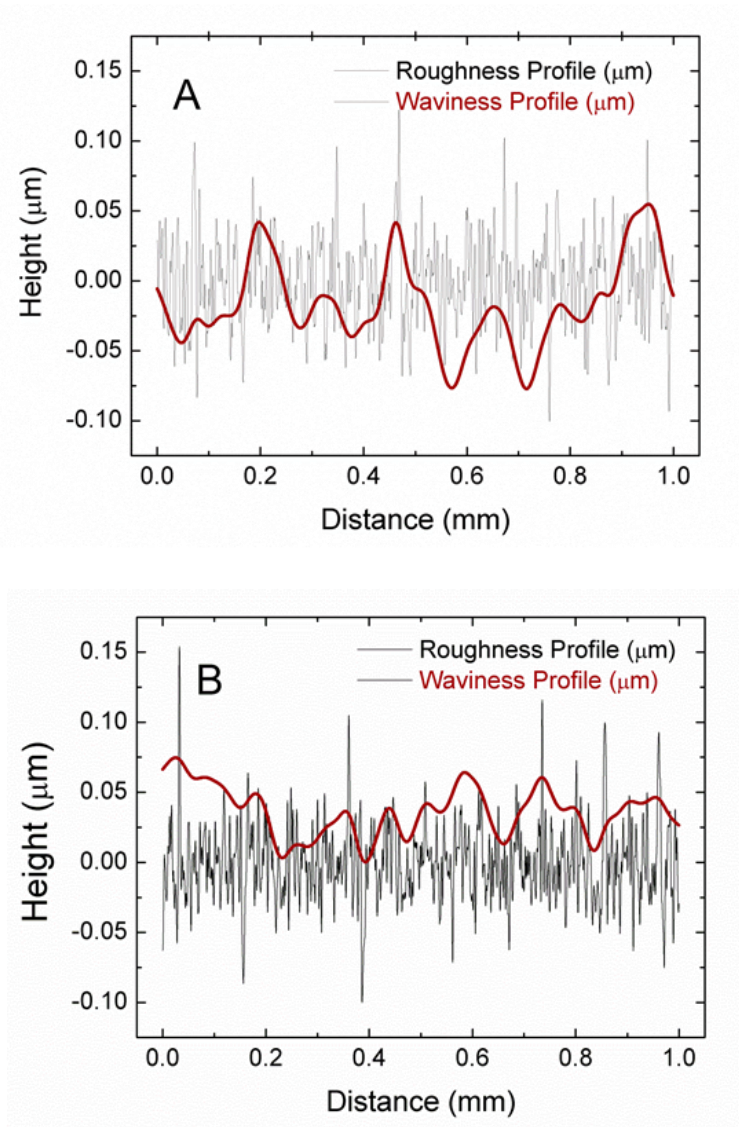 A
Roughness Profile (μm)
Waviness Profile (μm)
0.15
0.10
0.05
0.00
-0.05
-0.10
Height (μm)
0.0 0.2 0.4 0.6 0.8 1.0
Distance (mm)
B
Roughness Profile (μm)
Waviness Profile (μm)
0.15
0.10
0.05
0.00
-0.05
-0.10
Height (μm)
0.0 0.2 0.4 0.6 0.8 1.0
Distance (mm)